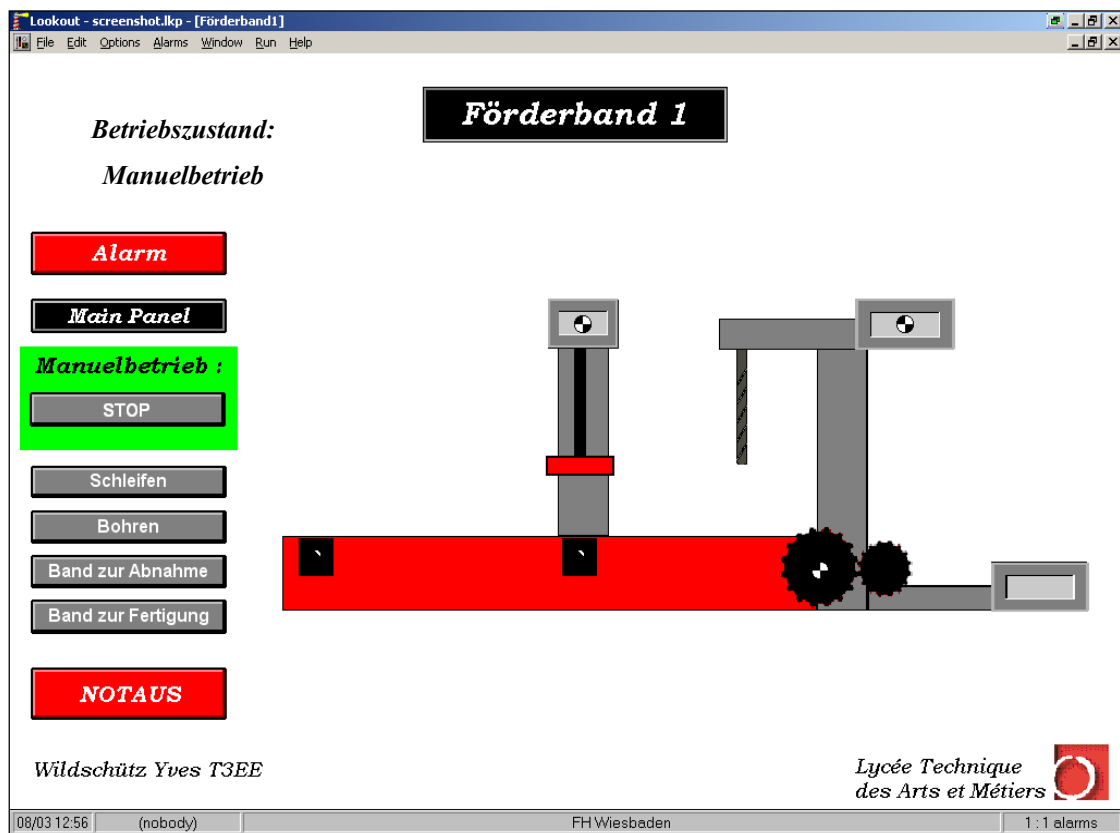 Lookout - screenshot.lkp - [Förderband1]
File Edit Options Alarms Window Run Help
Förderband 1
Betriebszustand:
Manuelbetrieb
Alarm
Main Panel
Manuelbetrieb :
STOP
Schleifen
Bohren
Band zur Abnahme
Band zur Fertigung
NOTAUS
Wildschütz Yves T3EE
Lycée Technique
des Arts et Métiers
08/03 12:56 (nobody) FH Wiesbaden 1 : 1 alarms